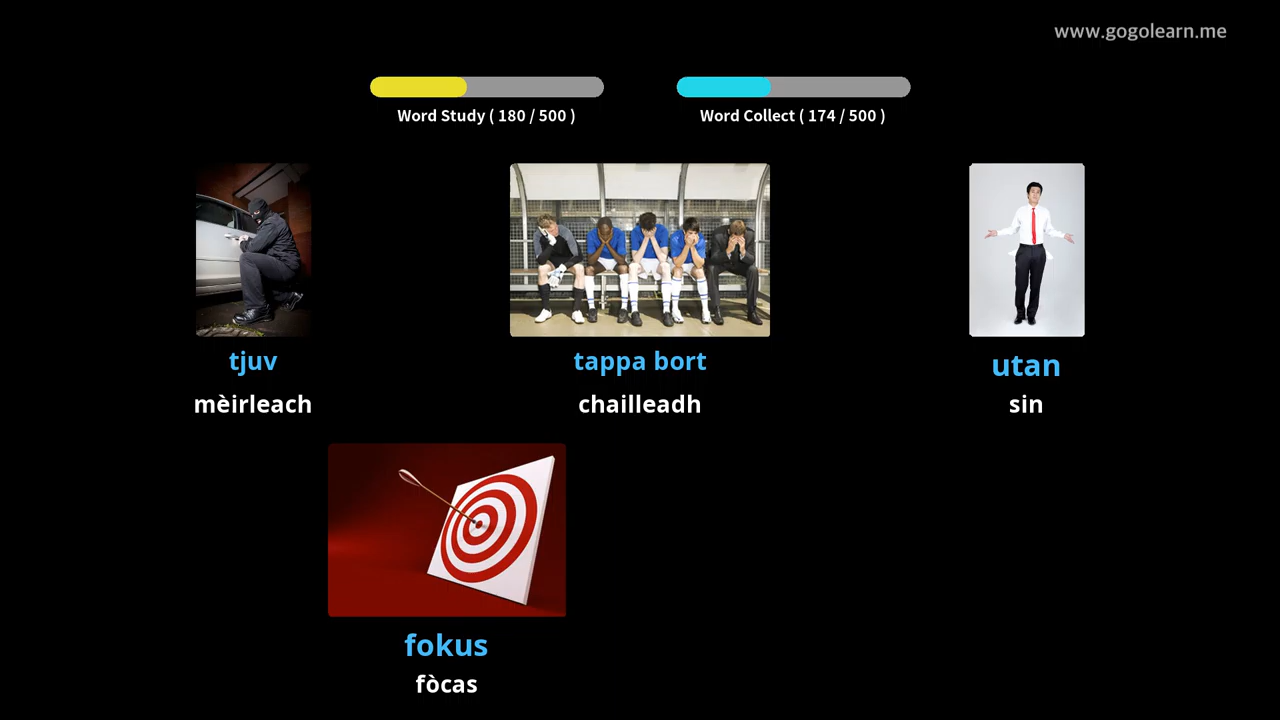 www.gogolearn.me
Word Study ( 180 / 500 )
Word Collect ( 174 / 500 )
tjuv
mèirleach
tappa bort
chailleadh
utan
sin
fokus
fòcas